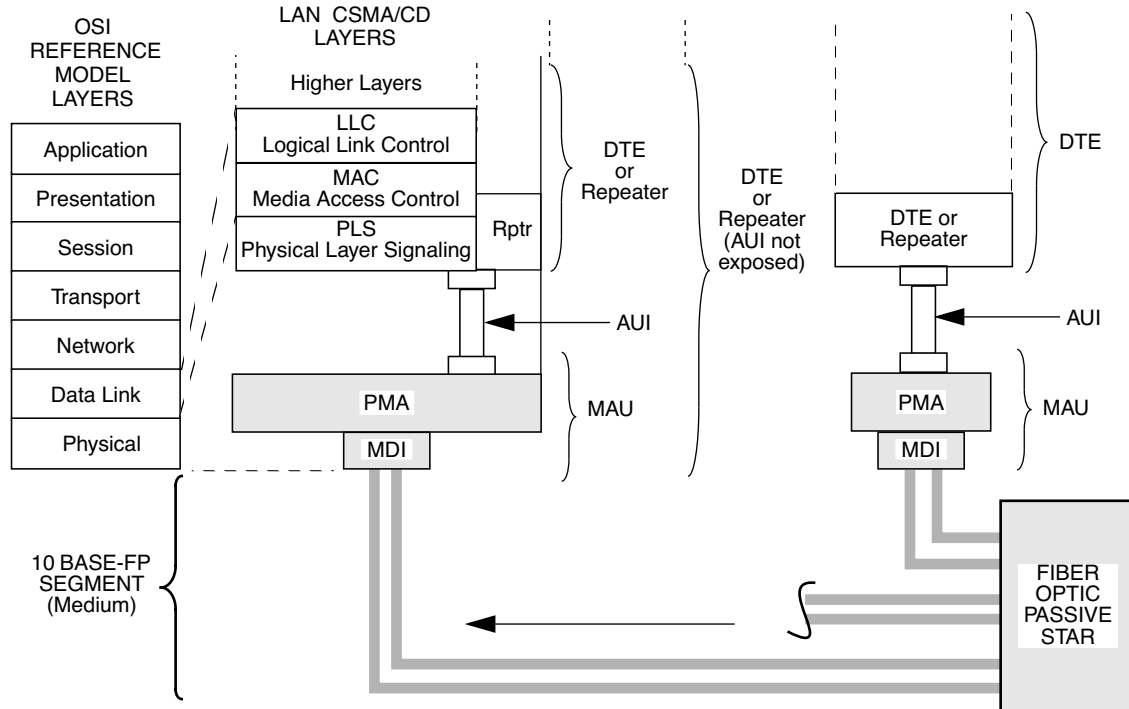 OSI
REFERENCE
MODEL
LAYERS
Application
Presentation
Session
Transport
Network
Data Link
Physical
LAN CSMA/CD
LAYERS
Higher Layers
LLC
Logical Link Control
MAC
Media Access Control
PLS
Physical Layer Signaling
Rptr
DTE
or
Repeater
AUI
PMA
MDI
MAU
DTE
or
Repeater
(AUI not
exposed)
DTE
DTE or
Repeater
AUI
PMA
MDI
MAU
10 BASE-FP
SEGMENT
(Medium)
FIBER
OPTIC
PASSIVE
STAR